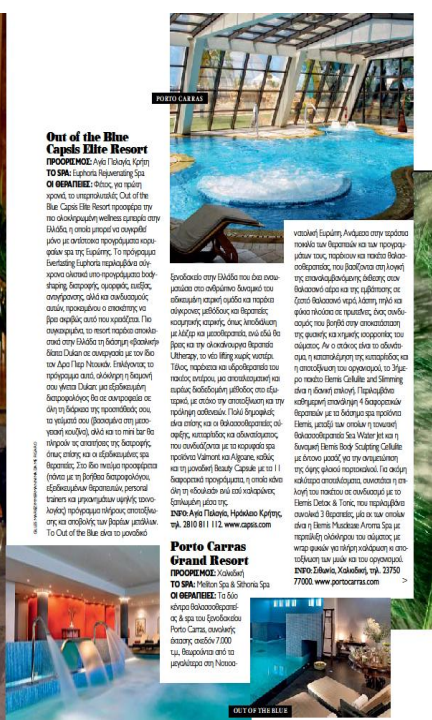 PORTO CARRAS
Out of the Blue
Capsis Elite Resort
ΠΡΟΟΡΙΣΜΟΣ: Αγία Πελαγία, Κρήτη
ΤΟ SPA: Euphoria Rejuvenating Spa
ΟΙ ΘΕΡΑΠΕΙΕΣ: Φέτος, για πρώτη
χρονιά, το υπερπολυτελές Out of the
Blue Capsis Elite Resort προσφέρει την
πιο ολοκληρωμένη wellness εμπειρία στην
Ελλάδα, η οποία μπορεί να συγκριθεί
μόνο με αντίστοιχα προγράμματα κορυ-
φαίων spa της Ευρώπης. Το πρόγραμμα
Everlasting Euphoria περιλαμβάνει σύγ-
χρονα ολιστικά υπο-προγράμματα body-
shaping, διατροφής, ομορφιάς, ευεξίας,
αντιγήρανσης, αλλά και συνδυασμούς
αυτών, προκειμένου ο επισκέπτης να
βρει ακριβώς αυτό που χρειάζεται. Πιο
συγκεκριμένα, το resort παρέχει αποκλει-
στικά στην Ελλάδα τη διάσημη «βασιλική»
δίαιτα Dukan σε συνεργασία με τον ίδιο
τον Δρα Πιερ Ντουκάν. Επιλέγοντας το
πρόγραμμα αυτό, ολόκληρη η διαμονή
σου γίνεται Dukan: μια εξειδικευμένη
διατροφολόγος θα σε συντροφεύει σε
όλη τη διάρκεια της προσπάθειάς σου,
τα γεύματά σου (βασισμένα στη μεσο-
γειακή κουζίνα), αλλά και το mini bar θα
πληρούν τις απαιτήσεις της διατροφής,
όπως επίσης και οι εξειδικευμένες spa
θεραπείες. Στο ίδιο πνεύμα προσφέρεται
(πάντα με τη βοήθεια διατροφολόγου,
εξειδικευμένων θεραπευτών, personal
trainers και μηχανημάτων υψηλής τεχνο-
λογίας) πρόγραμμα πλήρους αποτοξίνω-
σης και αποβολής των βαρέων μετάλλων.
Το Out of the Blue είναι το μοναδικό
ξενοδοχείο στην Ελλάδα που έχει ενσω-
ματώσει στο ανθρώπινο δυναμικό του
ειδικευμένη ιατρική ομάδα και παρέχει
σύγχρονες μεθόδους και θεραπείες
κοσμητικής ιατρικής, όπως λιποδιάλυση
με λέιζερ και μεσοθεραπεία, ενώ εδώ θα
βρεις και την ολοκαίνουργια θεραπεία
Ultherapy, το νέο lifting χωρίς νυστέρι.
Τέλος, παρέχεται και υδροθεραπεία του
παχέος εντέρου, μια αποτελεσματική και
ευρέως διαδεδομένη μέθοδος στο εξω-
τερικό, με στόχο την αποτοξίνωση και την
πρόληψη ασθενειών. Πολύ δημοφιλείς
είναι επίσης και οι θαλασσοθεραπείες σύ-
σφιξης, κυτταρίτιδας και αδυνατίσματος,
που συνδυάζονται με τα κορυφαία spa
προϊόντα Valmont και Algoane, καθώς
και τη μοναδική Beauty Capsule με τα 11
διαφορετικά προγράμματα, η οποία κάνει
όλη τη «δουλειά» ενώ εσύ χαλαρώνεις
ξαπλωμένη μέσα της.
INFO: Αγία Πελαγία, Ηράκλειο Κρήτης,
τηλ. 2810 811 112. www.capsis.com
Porto Carras
Grand Resort
ΠΡΟΟΡΙΣΜΟΣ: Χαλκιδική
ΤΟ SPA: Meliton Spa & Sithonia Spa
ΟΙ ΘΕΡΑΠΕΙΕΣ: Τα δύο
κέντρα θαλασσοθεραπεί-
ας & spa του ξενοδοχείου
Porto Carras, συνολικής
έκτασης σχεδόν 7.000
τ.μ., θεωρούνται από τα
μεγαλύτερα στη Νοτιοα-
νατολική Ευρώπη. Ανάμεσα στην τεράστια
ποικιλία των θεραπειών και των προγραμ-
μάτων τους, παρέχουν και πακέτα θαλασ-
σοθεραπείας, που βασίζονται στη λογική
της επαναλαμβανόμενης έκθεσης στον
θαλασσινό αέρα και της εμβάπτισης σε
ζεστό θαλασσινό νερό, λάσπη, πηλό και
φύκια πλούσια σε πρωτεΐνες, ένας συνδυ-
ασμός που βοηθά στην αποκατάσταση
της φυσικής και χημικής ισορροπίας του
σώματος. Αν ο στόχος είναι το αδυνάτι-
σμα, η καταπολέμηση της κυτταρίτιδας και
η αποτοξίνωση του οργανισμού, το 3ήμε-
ρο πακέτο Elemis Cellulite and Slimming
είναι η ιδανική επιλογή. Περιλαμβάνει
καθημερινή επανάληψη 4 διαφορετικών
θεραπειών με τα διάσημα spa προϊόντα
Elemis, μεταξύ των οποίων η τονωτική
θαλασσοθεραπεία Sea Water Jet και η
δυναμική Elemis Body Sculpting Cellulite
με έντονο μασάζ για την αντιμετώπιση
της όψης φλοιού πορτοκαλιού. Για ακόμη
καλύτερα αποτελέσματα, συνιστάται η επι-
λογή του πακέτου σε συνδυασμό με το
Elemis Detox & Tonic, που περιλαμβάνει
συνολικά 3 θεραπείες, μία εκ των οποίων
είναι η Elemis Musclease Aroma Spa με
περιτύλιξη ολόκληρου του σώματος με
wrap φυκιών για πλήρη χαλάρωση και απο-
τοξίνωση των μυών και του οργανισμού.
INFO: Σιθωνία, Χαλκιδική, τηλ. 23750
77000. www.portocarras.com >
OUT OF THE BLUE